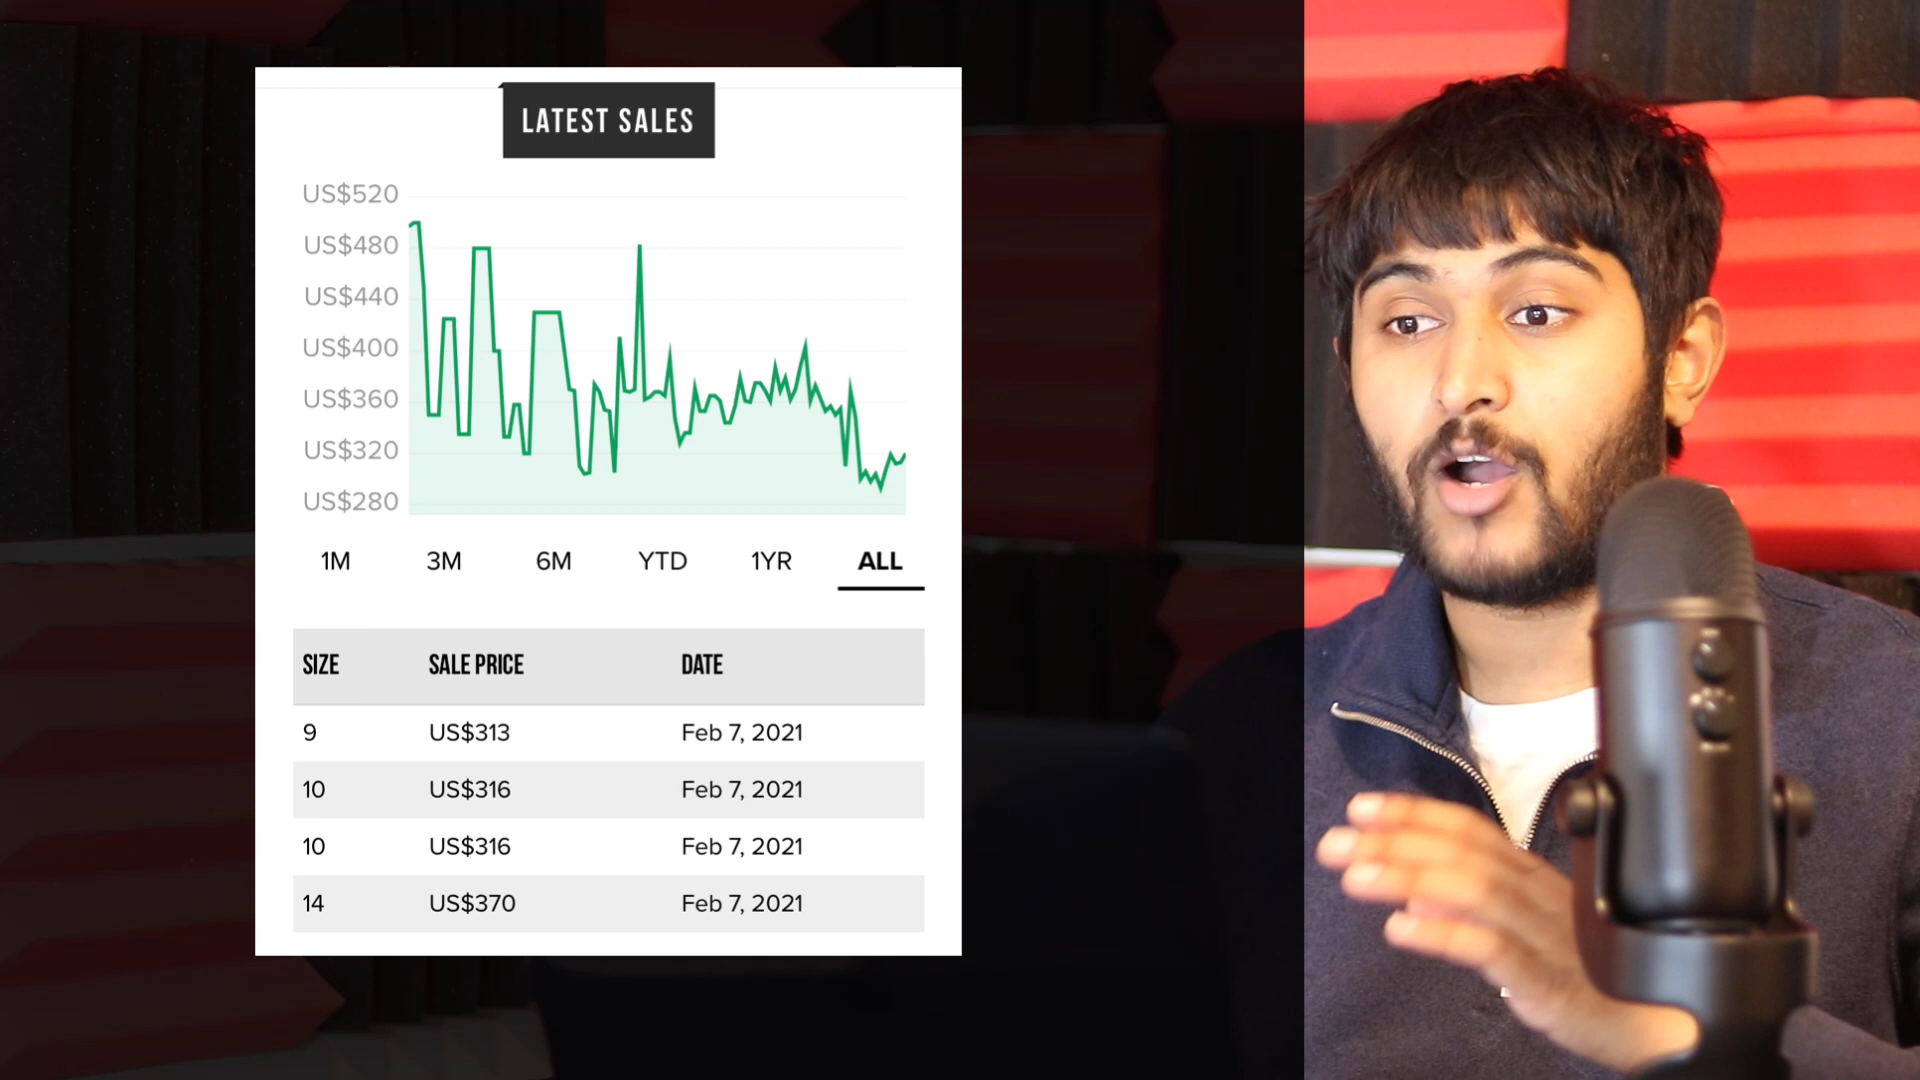 LATEST SALES
US$520
US$480
US$440
US$400
US$360
US$320
US$280
1M 3M 6M YTD 1YR ALL
SIZE SALE PRICE DATE
9 US$313 Feb 7, 2021
10 US$316 Feb 7, 2021
10 US$316 Feb 7, 2021
14 US$370 Feb 7, 2021